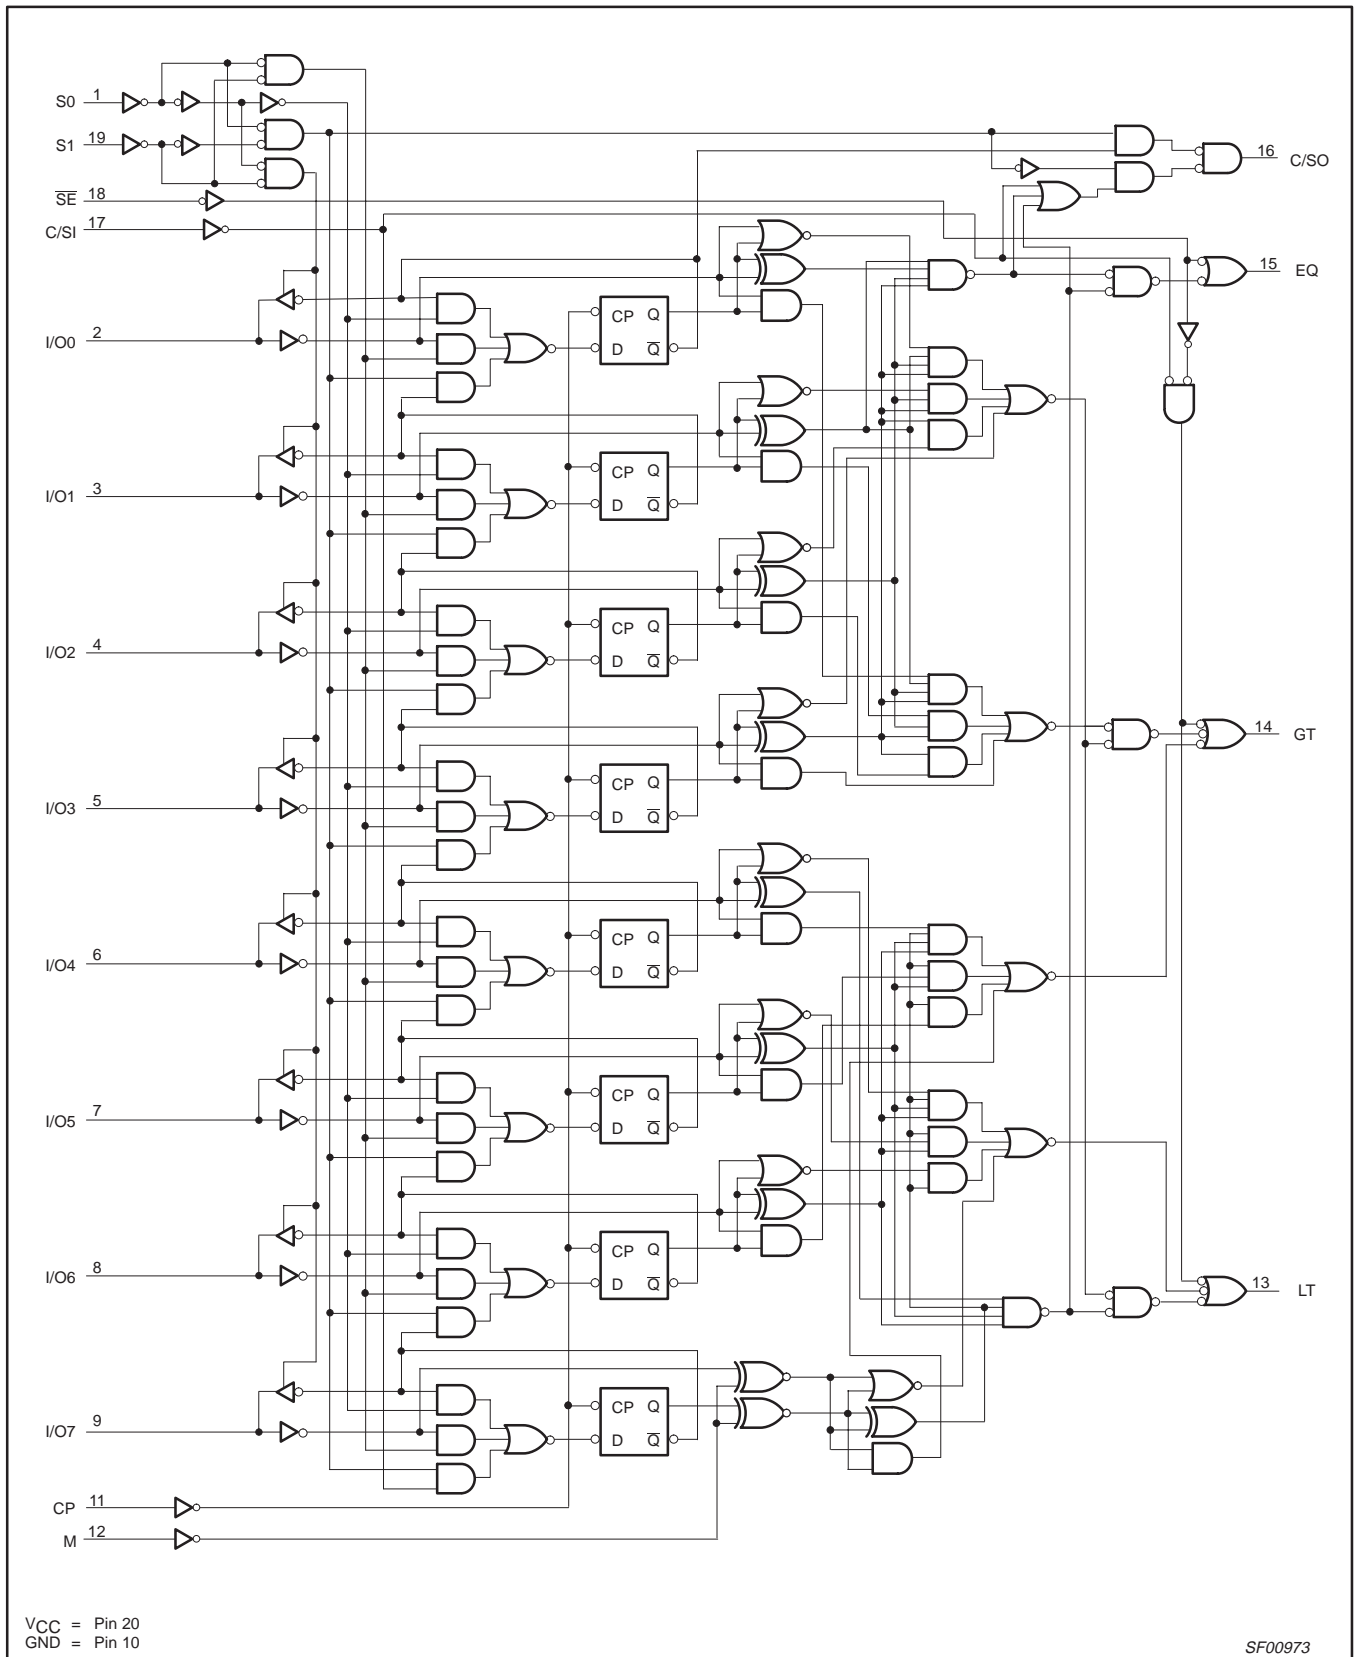 S0 1
S1 19
SE 18
C/SI 17
16 C/SO
15 EQ
I/O0 2
CP Q
D Q
I/O1 3
CP Q
D Q
I/O2 4
CP Q
D Q
14 GT
I/O3 5
CP Q
D Q
I/O4 6
CP Q
D Q
I/O5 7
CP Q
D Q
I/O6 8
CP Q
D Q
13 LT
I/O7 9
CP Q
D Q
CP 11
M 12
VCC = Pin 20
GND = Pin 10
SF00973